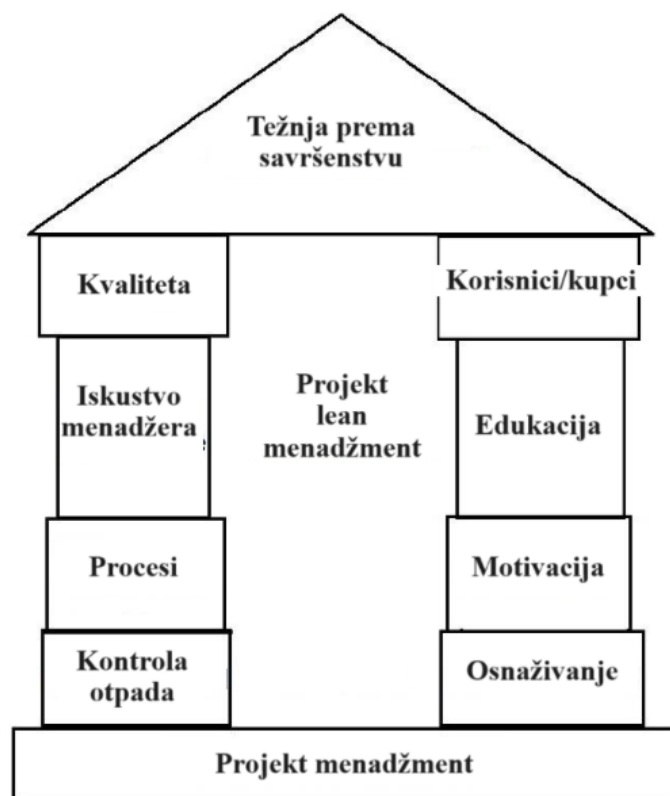 Težnja prema
savršenstvu
Kvaliteta
Korisnici/kupci
Iskustvo
menadžera
Projekt
lean
menadžment
Edukacija
Procesi
Motivacija
Kontrola
otpada
Osnaživanje
Projekt menadžment